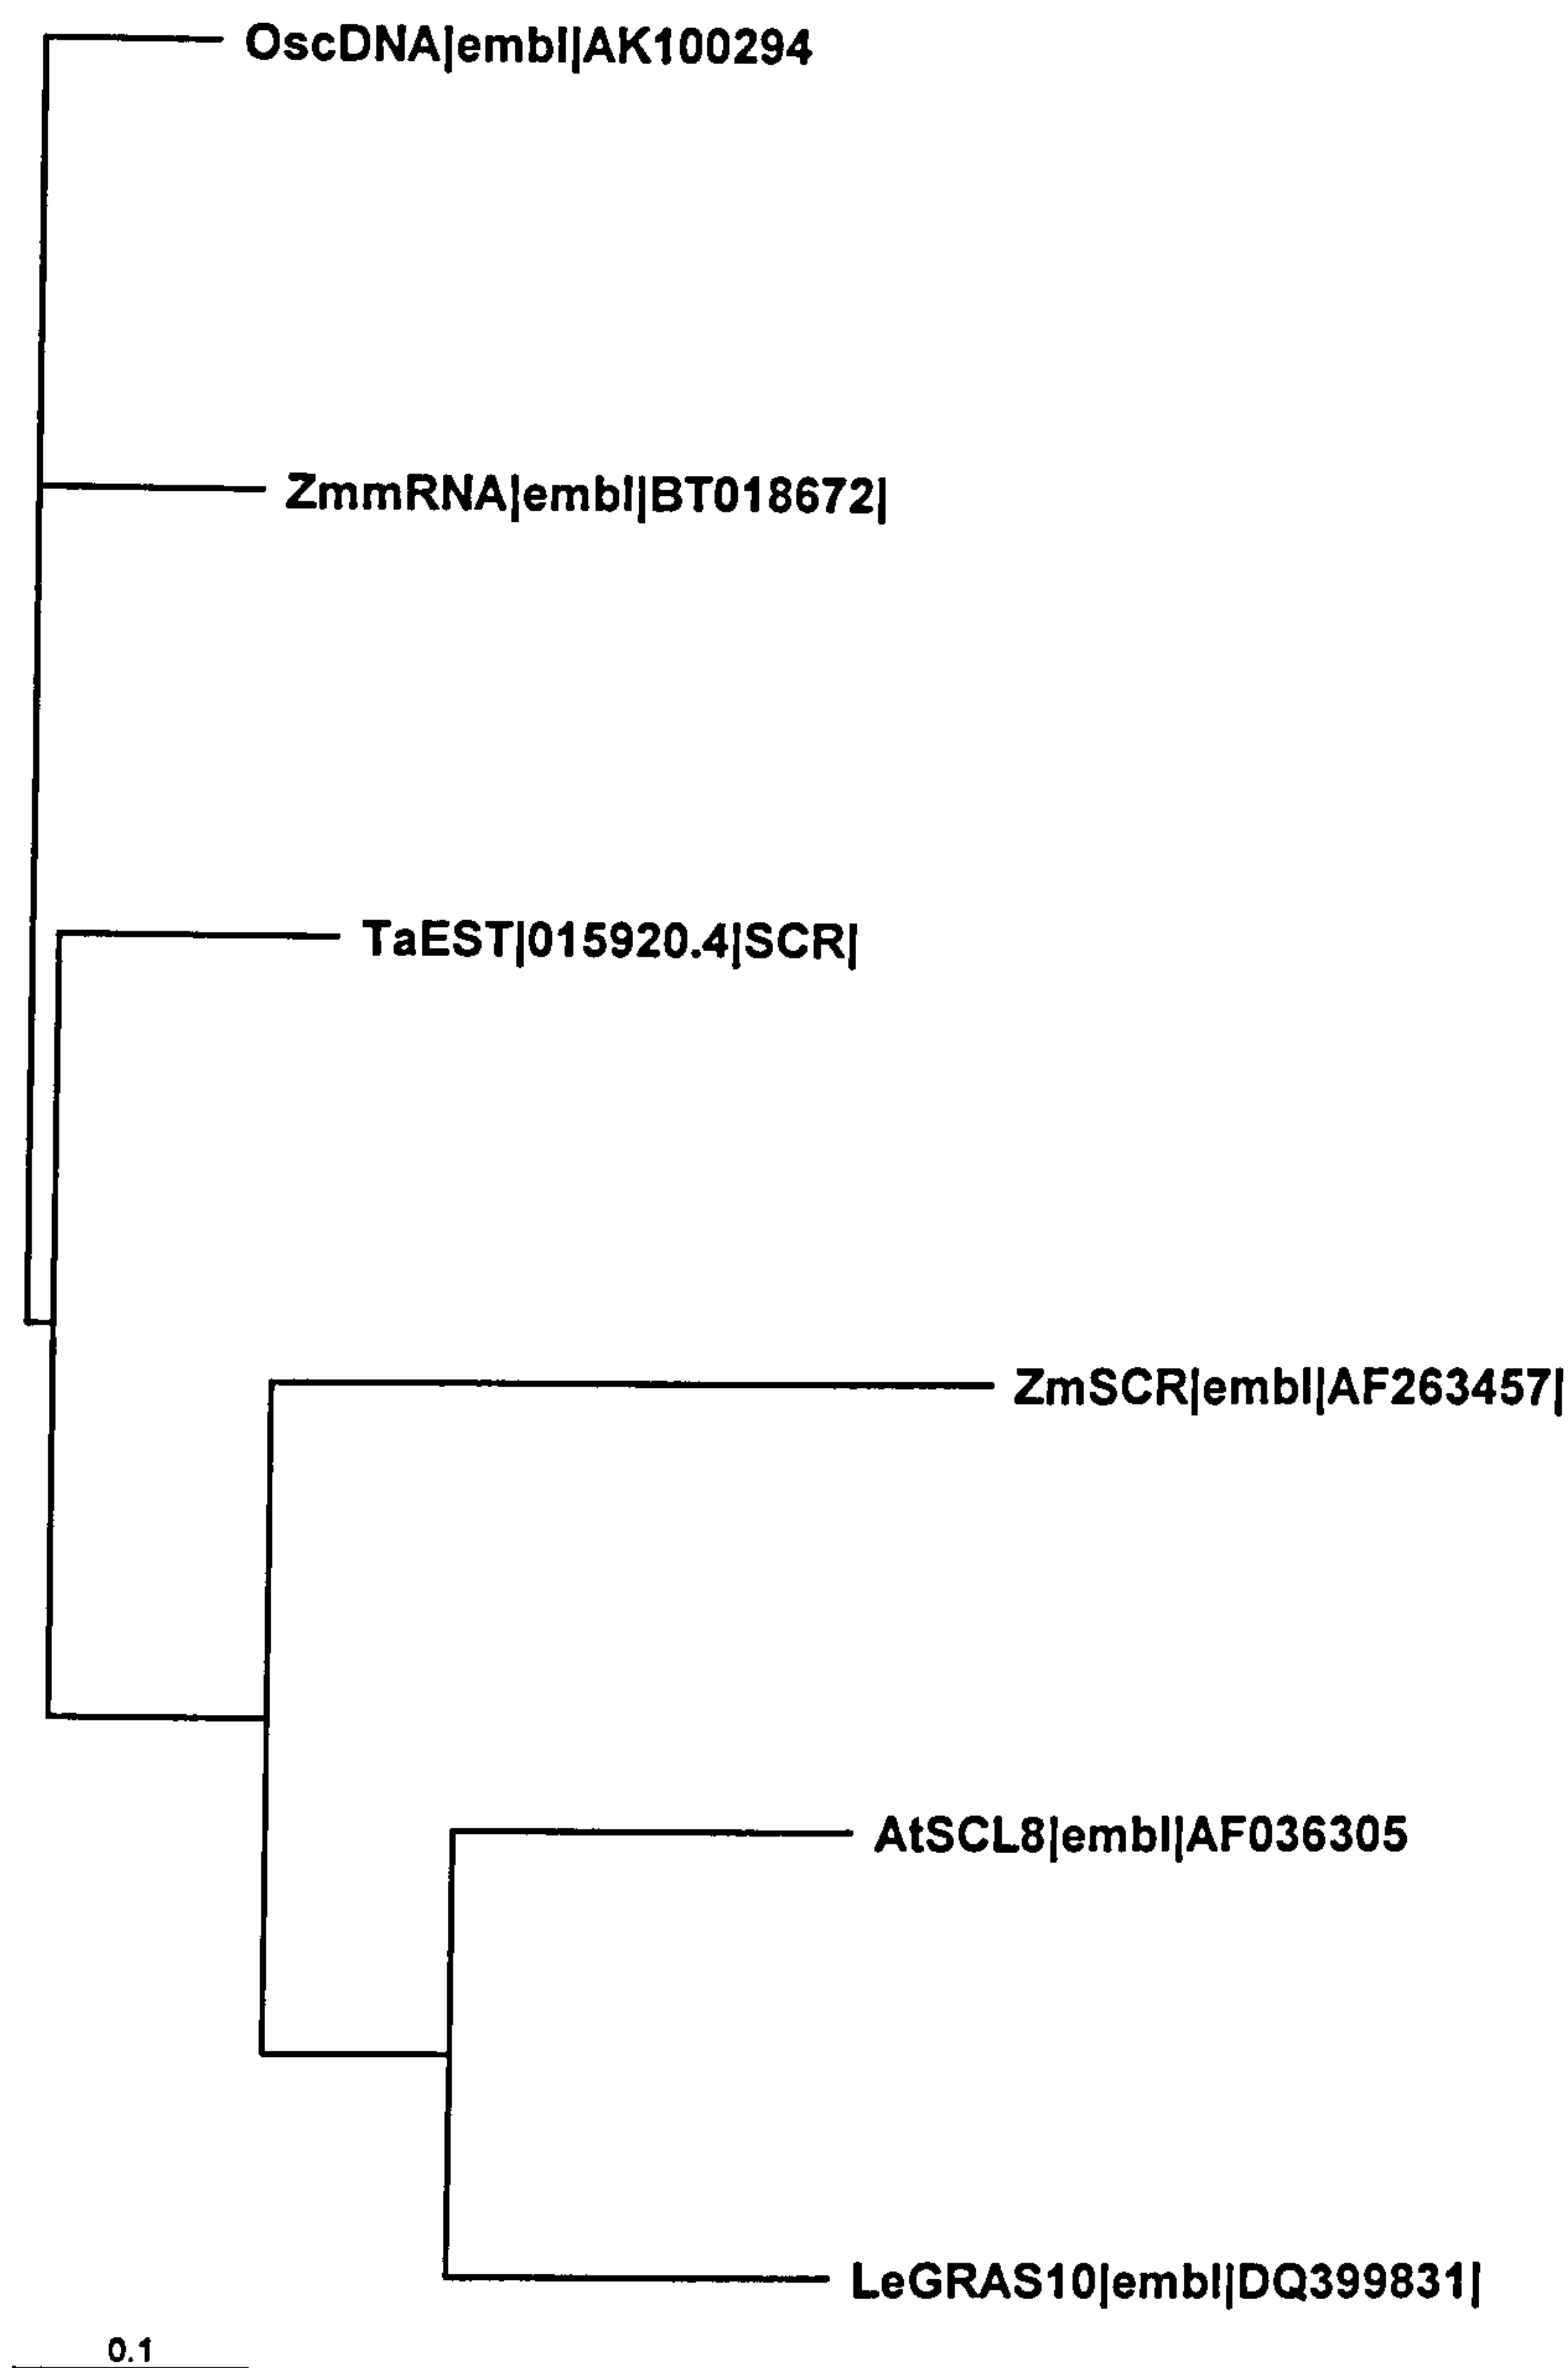 OscDNA|embl|AK100294
ZmmRNA|embl|BT018672|
TaEST|015920.4|SCR|
ZmSCR|embl|AF263457|
AtSCL8|embl|AF036305
LeGRAS10|embl|DQ399831|
0.1